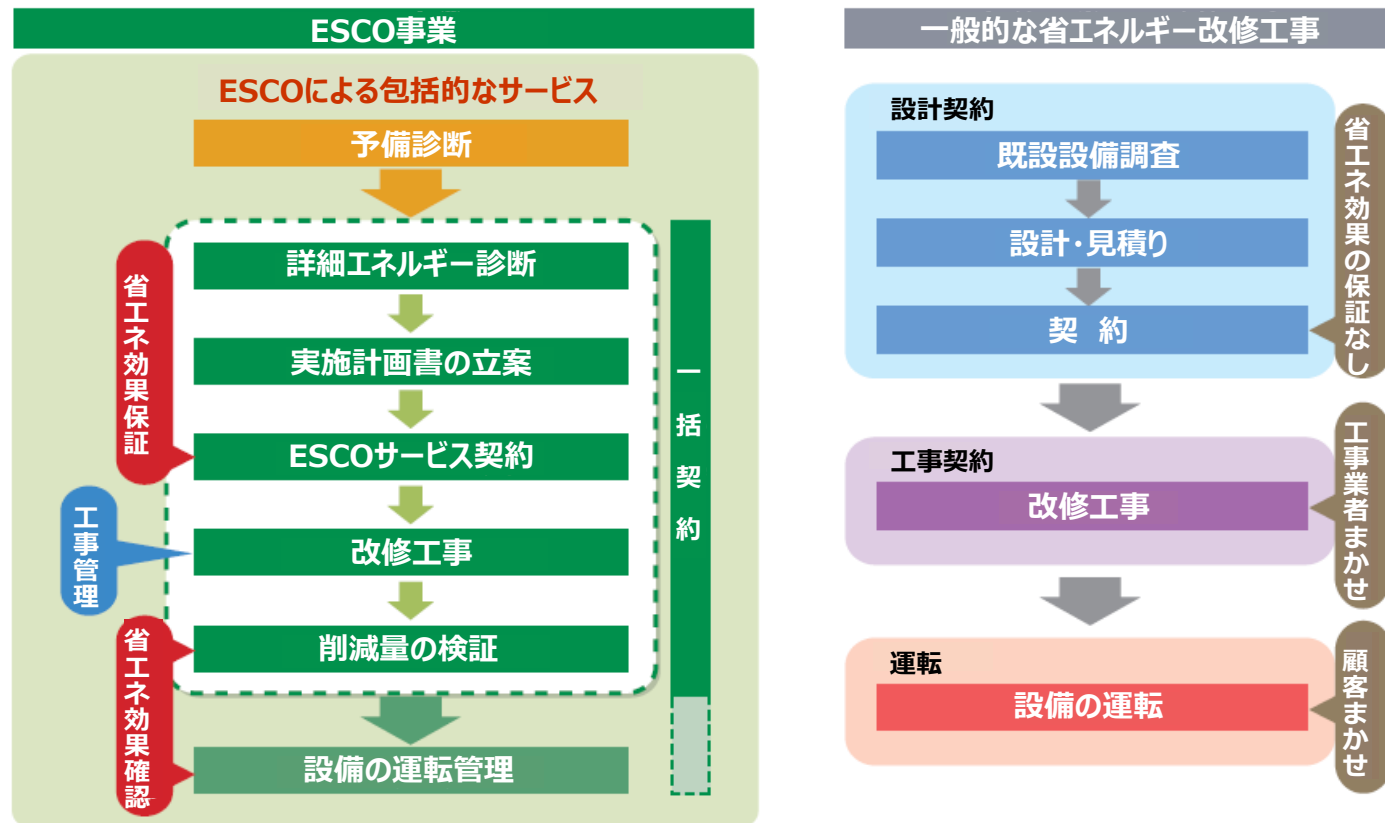 ESCO事業
ESCOによる包括的なサービス
予備診断
詳細エネルギー診断
実施計画書の立案
ESCOサービス契約
改修工事
削減量の検証
設備の運転管理
省エネ効果保証
工事管理
省エネ効果確認
一括契約
一般的な省エネルギー改修工事
設計契約
既設設備調査
設計・見積り
契 約
省エネ効果の保証なし
工事契約
改修工事
工事業者まかせ
運転
設備の運転
顧客まかせ